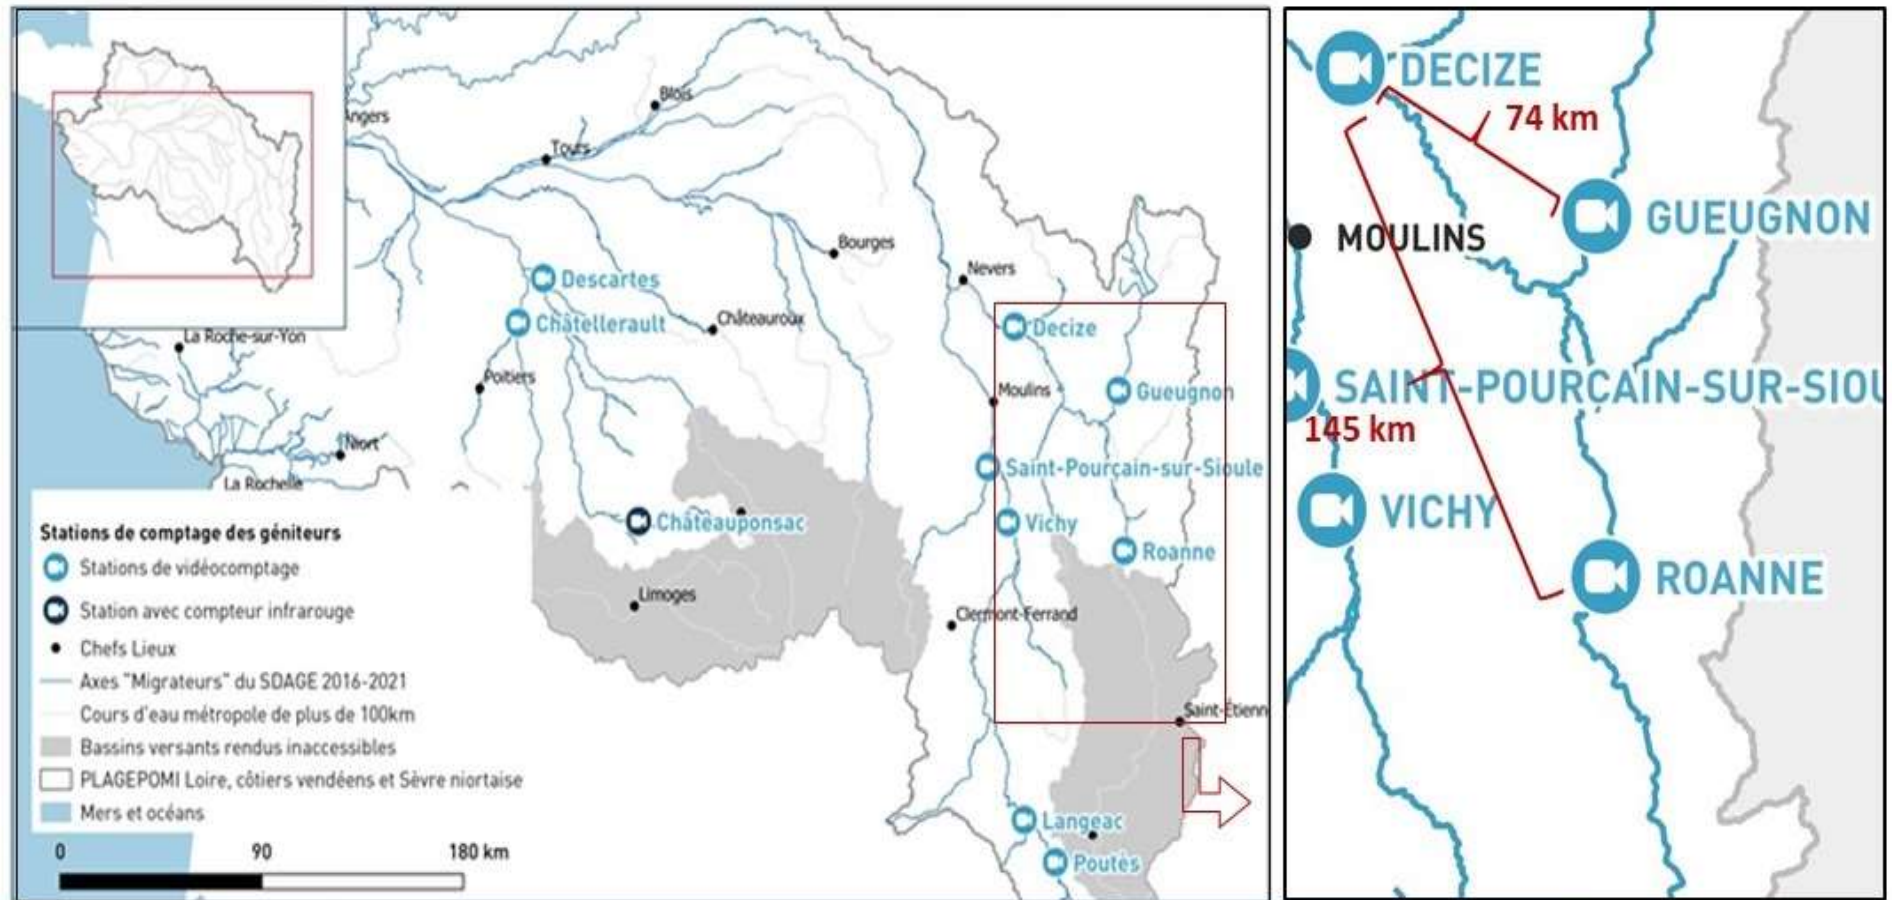 Angers
Blois
Tours
Bourges
Nevers
Descartes
Châtellerault
Châteauroux
Decize
La Roche-sur-Yon
Poitiers
Moulins
Gueugnon
Niort
Saint-Pourçain-sur-Sioule
La Rochelle
Châteauponsac
Vichy
Roanne
Limoges
Clermont-Ferrand
Saint-Étienn
Langeac
Poutès
Stations de comptage des géniteurs
Stations de vidéocomptage
Station avec compteur infrarouge
Chefs Lieux
Axes "Migrateurs" du SDAGE 2016-2021
Cours d'eau métropole de plus de 100km
Bassins versants rendus inaccessibles
PLAGEPOMI Loire, côtiers vendéens et Sèvre niortaise
Mers et océans
0 90 180 km
DECIZE
74 km
GUEUGNON
MOULINS
SAINT-POURÇAIN-SUR-SIOU
145 km
VICHY
ROANNE